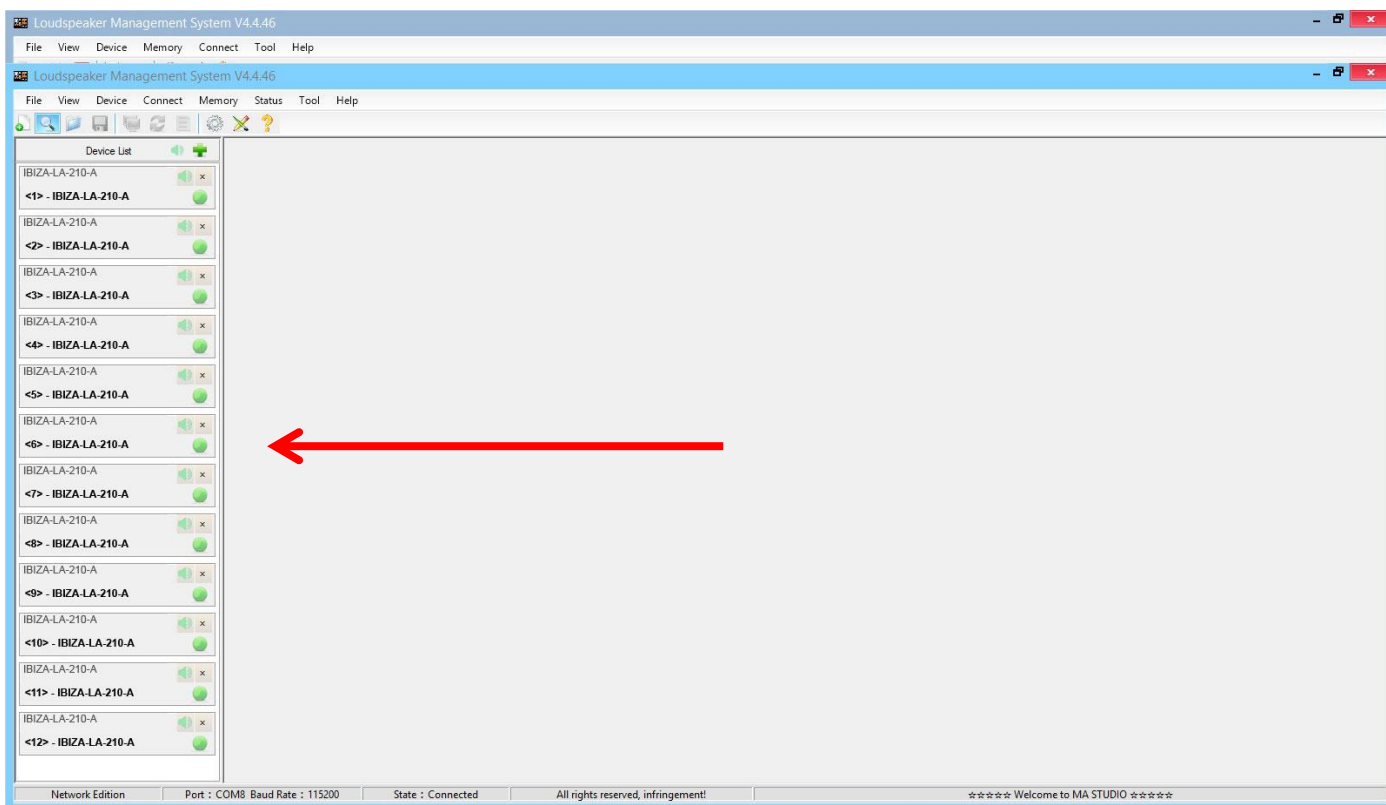 Loudspeaker Management System V4.4.46
File View Device Memory Connect Tool Help
Loudspeaker Management System V4.4.46
File View Device Connect Memory Status Tool Help
Device List
IBIZA-LA-210-A
<1> - IBIZA-LA-210-A
IBIZA-LA-210-A
<2> - IBIZA-LA-210-A
IBIZA-LA-210-A
<3> - IBIZA-LA-210-A
IBIZA-LA-210-A
<4> - IBIZA-LA-210-A
IBIZA-LA-210-A
<5> - IBIZA-LA-210-A
IBIZA-LA-210-A
<6> - IBIZA-LA-210-A
IBIZA-LA-210-A
<7> - IBIZA-LA-210-A
IBIZA-LA-210-A
<8> - IBIZA-LA-210-A
IBIZA-LA-210-A
<9> - IBIZA-LA-210-A
IBIZA-LA-210-A
<10> - IBIZA-LA-210-A
IBIZA-LA-210-A
<11> - IBIZA-LA-210-A
IBIZA-LA-210-A
<12> - IBIZA-LA-210-A
Network Edition Port : COM8 Baud Rate : 115200 State : Connected All rights reserved, infringement! ☆☆☆☆☆ Welcome to MA STUDIO ☆☆☆☆☆